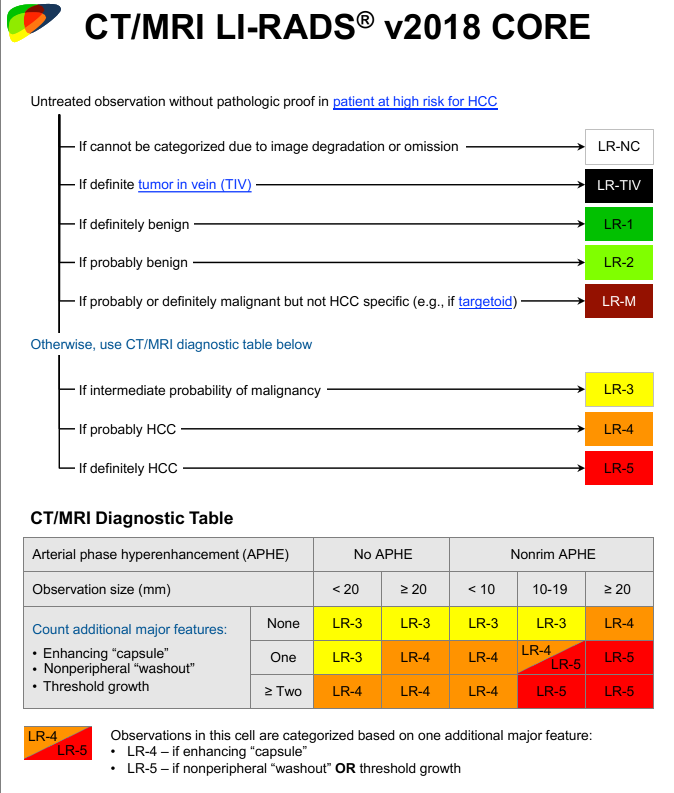 CT/MRI LI-RADS® v2018 CORE
Untreated observation without pathologic proof in patient at high risk for HCC
If cannot be categorized due to image degradation or omission LR-NC
If definite tumor in vein (TIV) LR-TIV
If definitely benign LR-1
If probably benign LR-2
If probably or definitely malignant but not HCC specific (e.g., if targetoid) LR-M
Otherwise, use CT/MRI diagnostic table below
If intermediate probability of malignancy LR-3
If probably HCC LR-4
If definitely HCC LR-5
CT/MRI Diagnostic Table
Arterial phase hyperenhancement (APHE) No APHE Nonrim APHE
Observation size (mm) < 20 ≥ 20 < 10 10-19 ≥ 20
Count additional major features:
• Enhancing “capsule”
• Nonperipheral “washout”
• Threshold growth
None LR-3 LR-3 LR-3 LR-3 LR-4
One LR-3 LR-4 LR-4 LR-4 LR-5 LR-5
≥ Two LR-4 LR-4 LR-4 LR-5 LR-5
LR-4
LR-5
Observations in this cell are categorized based on one additional major feature:
• LR-4 – if enhancing “capsule”
• LR-5 – if nonperipheral “washout” OR threshold growth